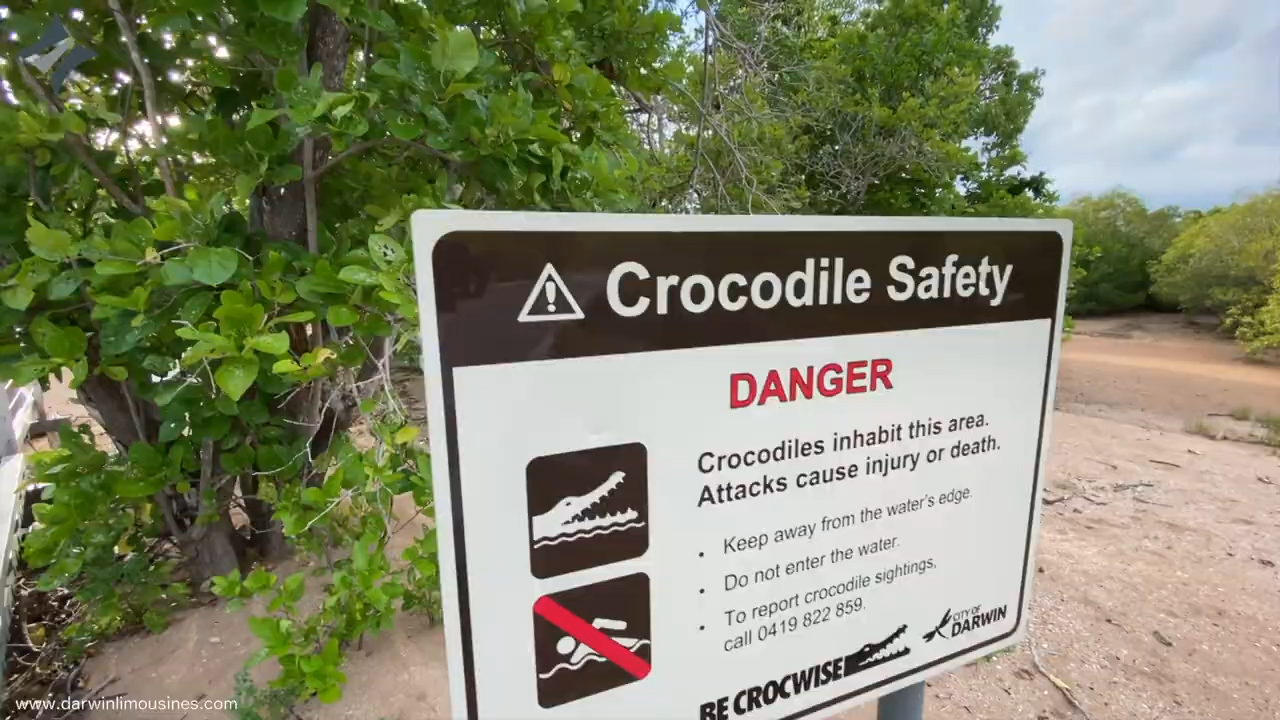 Crocodile Safety
DANGER
Crocodiles inhabit this area.
Attacks cause injury or death.
• Keep away from the water's edge.
• Do not enter the water.
• To report crocodile sightings,
call 0419 822 859.
BE CROCWISE
CITY OF
DARWIN
www.darwinlimousines.com